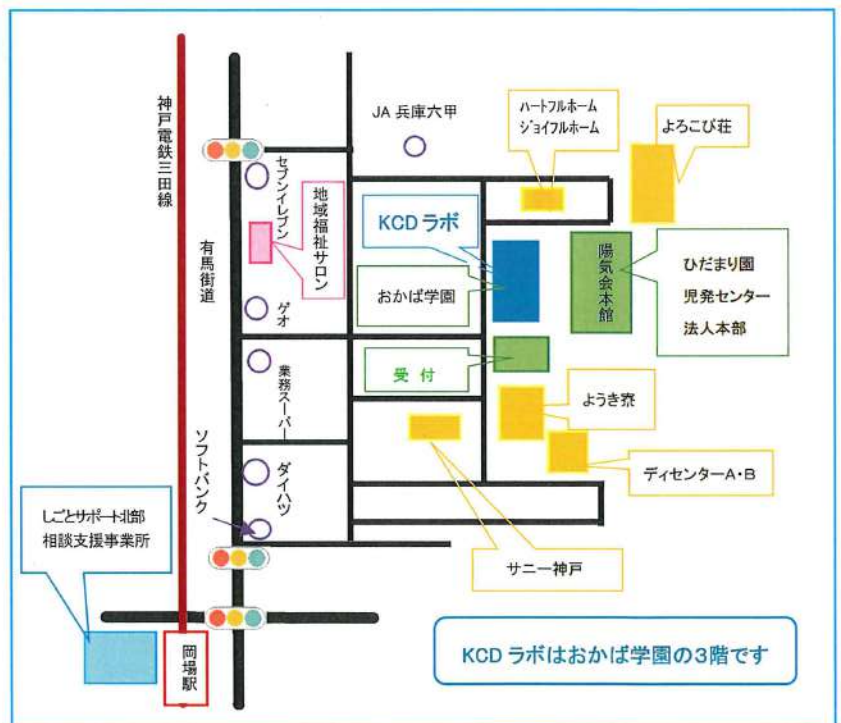 神戸電鉄三田線
有馬街道
セブンイレブン
地域福祉サロン
ゲオ
業務スーパー
ソフトバンク
ダイハツ
JA 兵庫六甲
ハートフルホーム
ジョイフルホーム
よろこび荘
KCD ラボ
おかば学園
陽気会本館
ひだまり園
児発センター
法人本部
受付
ようき寮
ディセンターA・B
サニー神戸
しごとサポート北部
相談支援事業所
岡場駅
KCD ラボはおかば学園の3階です